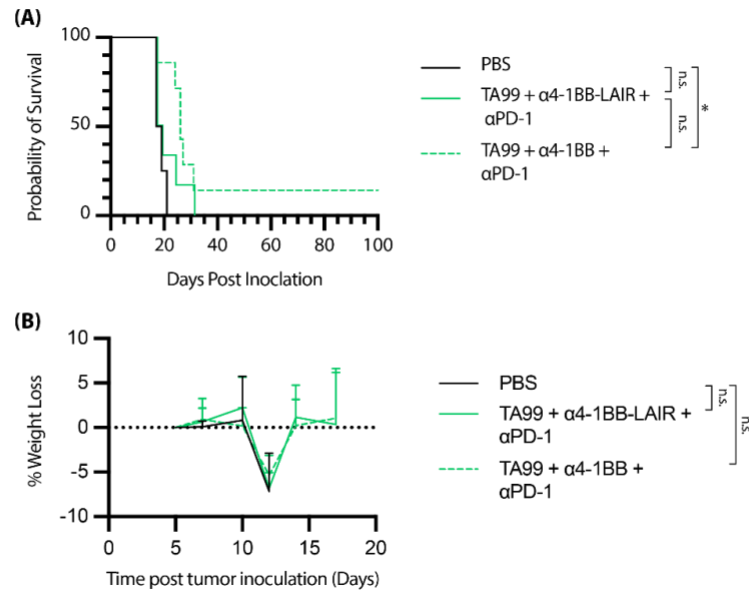 (A)
Probability of Survival
100
50
0
0
20
40
60
80
100
Days Post Inoclation
PBS
TA99 + α4-1BB-LAIR +
αPD-1
TA99 + α4-1BB +
αPD-1
n.s.
n.s.
*
(B)
% Weight Loss
10
5
0
-5
-10
0
5
10
15
20
Time post tumor inoculation (Days)
PBS
TA99 + α4-1BB-LAIR +
αPD-1
TA99 + α4-1BB +
αPD-1
n.s.
n.s.